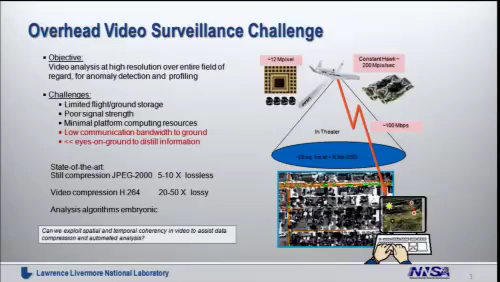 Overhead Video Surveillance Challenge
• Objective:
Video analysis at high resolution over entire field of
regard, for anomaly detection and profiling
• Challenges:
• Limited flight/ground storage
• Poor signal strength
• Minimal platform computing resources
• Low communication bandwidth to ground
• << eyes-on-ground to distill information
State-of-the-art:
Still compression JPEG-2000 5-10 X lossless
Video compression H.264 20-50 X lossy
Analysis algorithms embryonic
Can we exploit spatial and temporal coherency in video to assist data
compression and automated analysis?
~12 Mpixel
Constant Hawk ~
200 Mpixels/sec
~100 Mbps
In Theater
Lawrence Livermore National Laboratory
NNSA
1